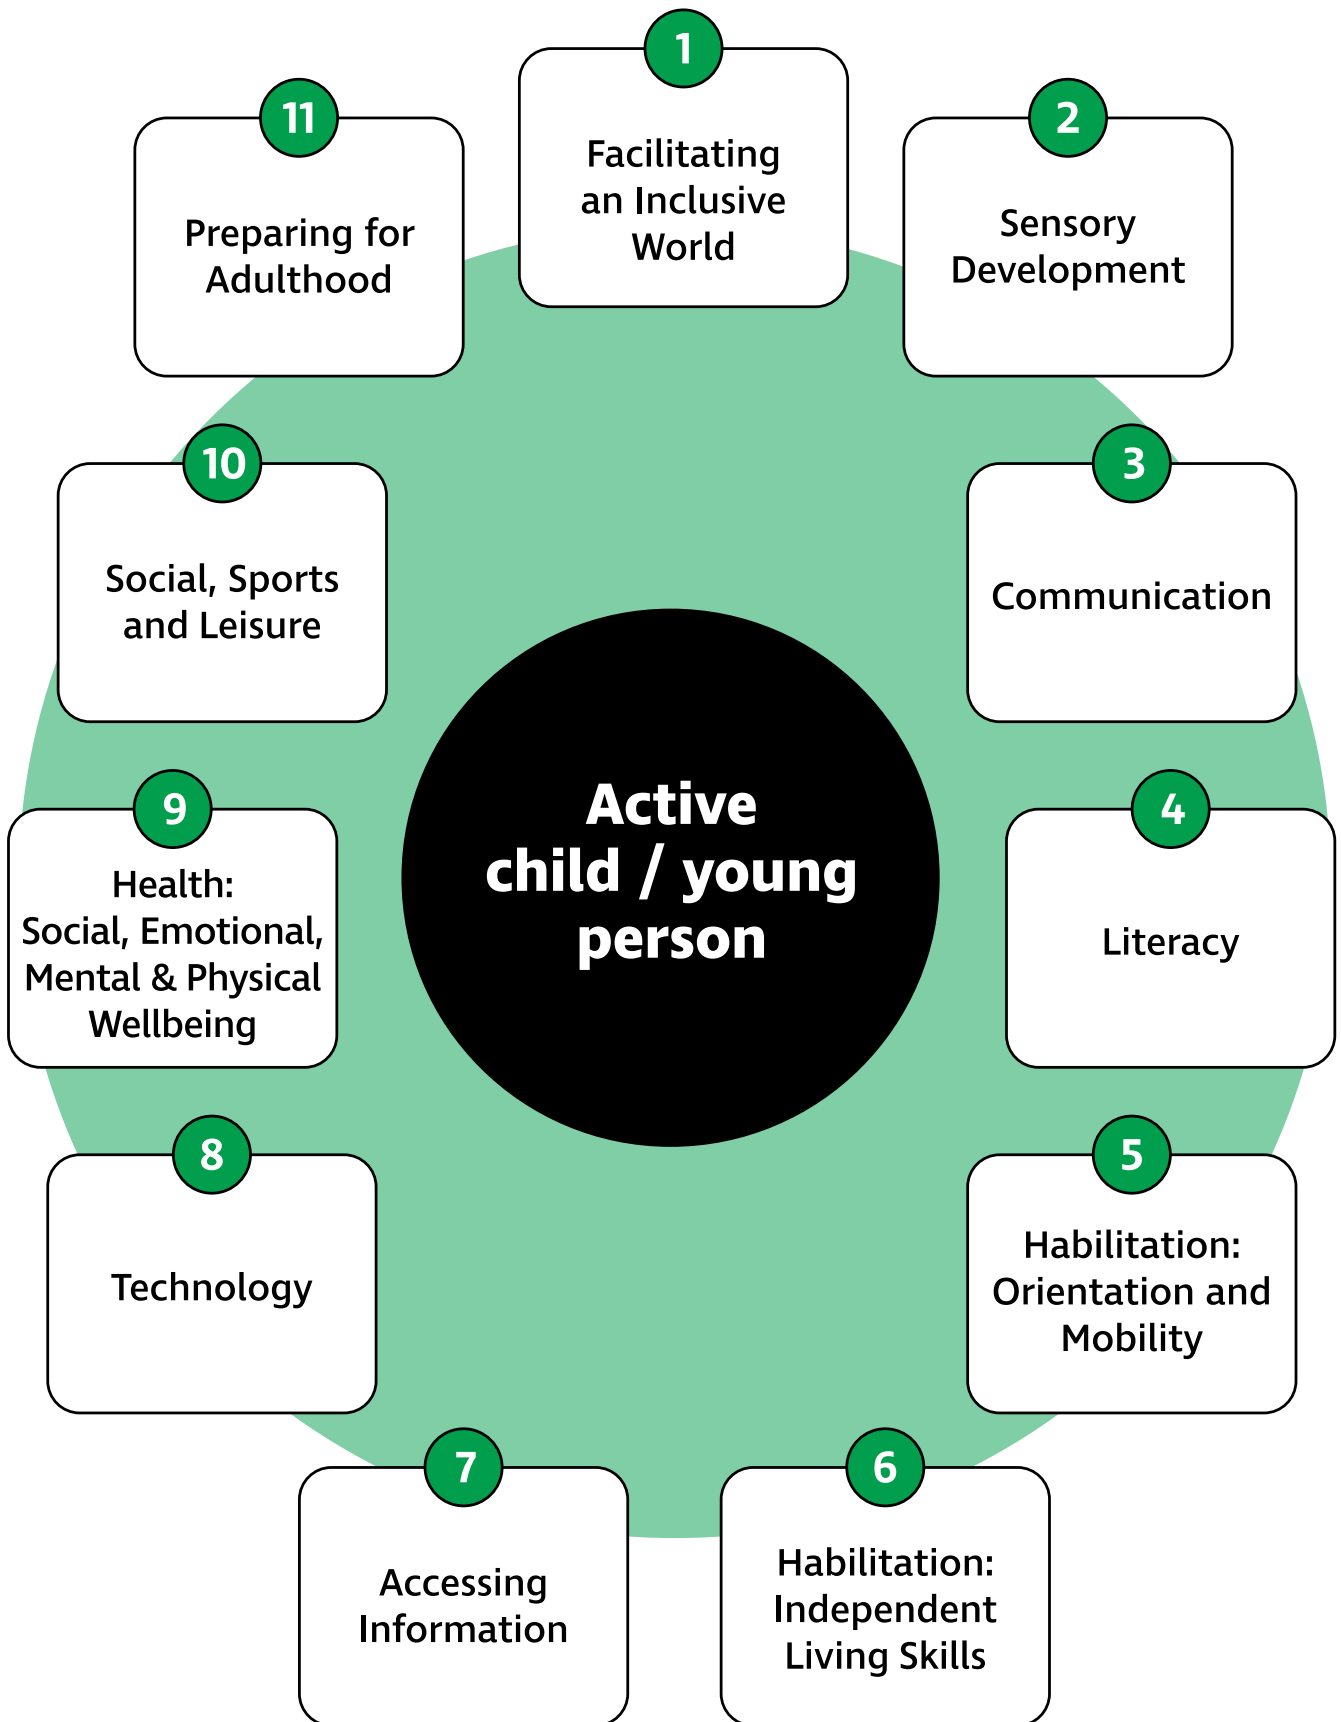 1
Facilitating
an Inclusive
World
2
Sensory
Development
3
Communication
4
Literacy
5
Habilitation:
Orientation and
Mobility
6
Habilitation:
Independent
Living Skills
7
Accessing
Information
8
Technology
9
Health:
Social, Emotional,
Mental & Physical
Wellbeing
10
Social, Sports
and Leisure
11
Preparing for
Adulthood
Active
child / young
person